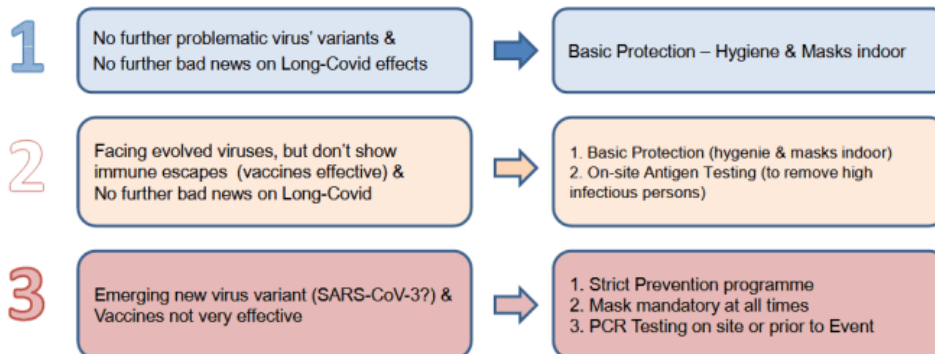 1
No further problematic virus' variants &
No further bad news on Long-Covid effects
Basic Protection – Hygiene & Masks indoor
2
Facing evolved viruses, but don't show
immune escapes (vaccines effective) &
No further bad news on Long-Covid
1. Basic Protection (hygenie & masks indoor)
2. On-site Antigen Testing (to remove high
infectious persons)
3
Emerging new virus variant (SARS-CoV-3?) &
Vaccines not very effective
1. Strict Prevention programme
2. Mask mandatory at all times
3. PCR Testing on site or prior to Event